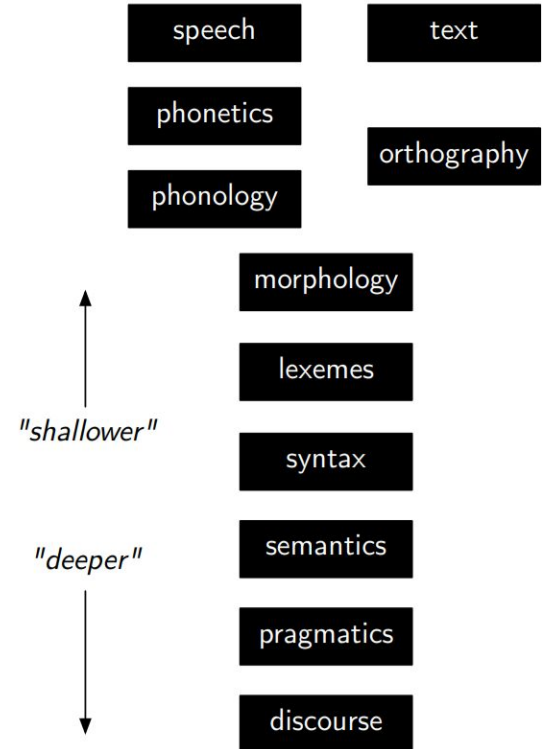 speech
text
phonetics
orthography
phonology
morphology
lexemes
"shallower"
syntax
semantics
"deeper"
pragmatics
discourse